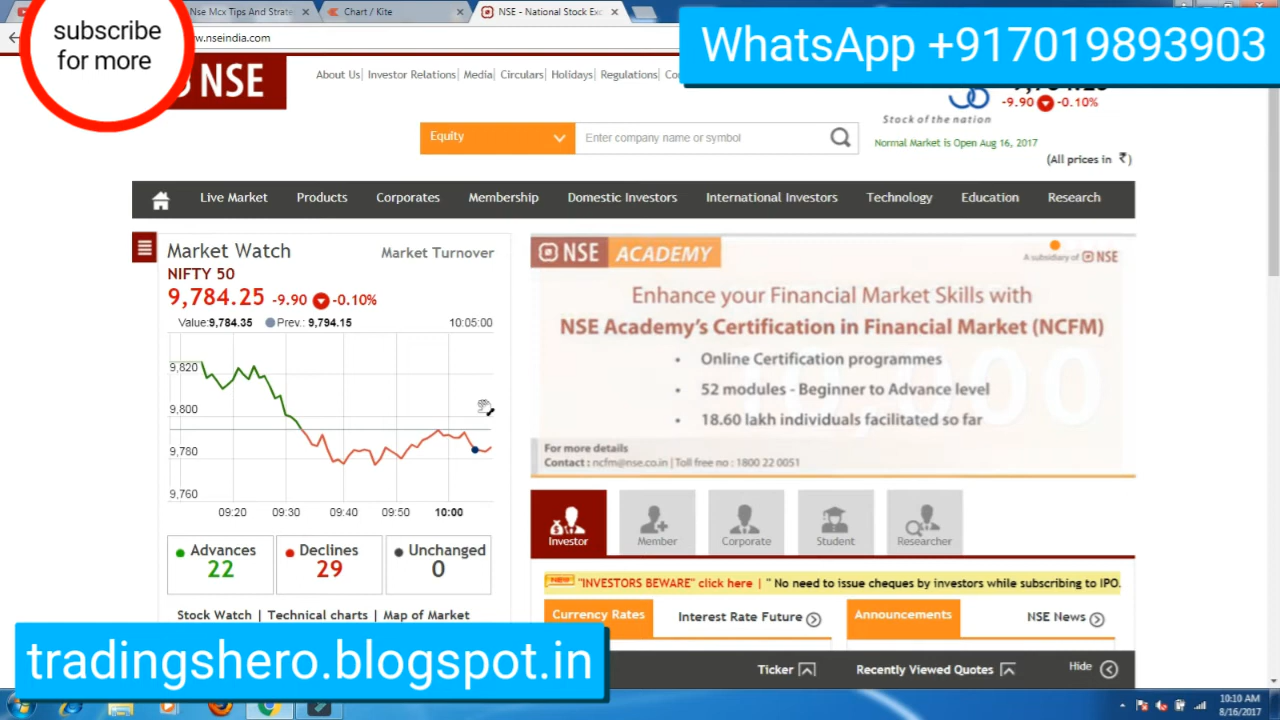 Nse Mcx Tips And Strate
Chart / Kite
NSE - National Stock Exc
subscribe
for more
w.nseindia.com
WhatsApp +917019893903
NSE
About Us| Investor Relations| Media| Circulars| Holidays| Regulations|
-9.90 -0.10%
Stock of the nation
Normal Market is Open Aug 16, 2017
(All prices in ₹)
Equity
Enter company name or symbol
Live Market Products Corporates Membership Domestic Investors International Investors Technology Education Research
Market Watch Market Turnover
NIFTY 50
9,784.25 -9.90 -0.10%
Value:9,784.35 Prev.: 9,794.15 10:05:00
9,820
9,800
9,780
9,760
09:20 09:30 09:40 09:50 10:00
Advances Declines Unchanged
22 29 0
Stock Watch | Technical charts | Map of Market
NSE ACADEMY
A subsidiary of NSE
Enhance your Financial Market Skills with
NSE Academy's Certification in Financial Market (NCFM)
• Online Certification programmes
• 52 modules - Beginner to Advance level
• 18.60 lakh individuals facilitated so far
For more details
Contact : ncfm@nse.co.in | Toll free no : 1800 22 0051
Investor Member Corporate Student Researcher
NEW "INVESTORS BEWARE" click here | " No need to issue cheques by investors while subscribing to IPO.
Currency Rates Interest Rate Future Announcements NSE News
tradingshero.blogspot.in
Ticker Recently Viewed Quotes Hide
10:10 AM
8/16/2017